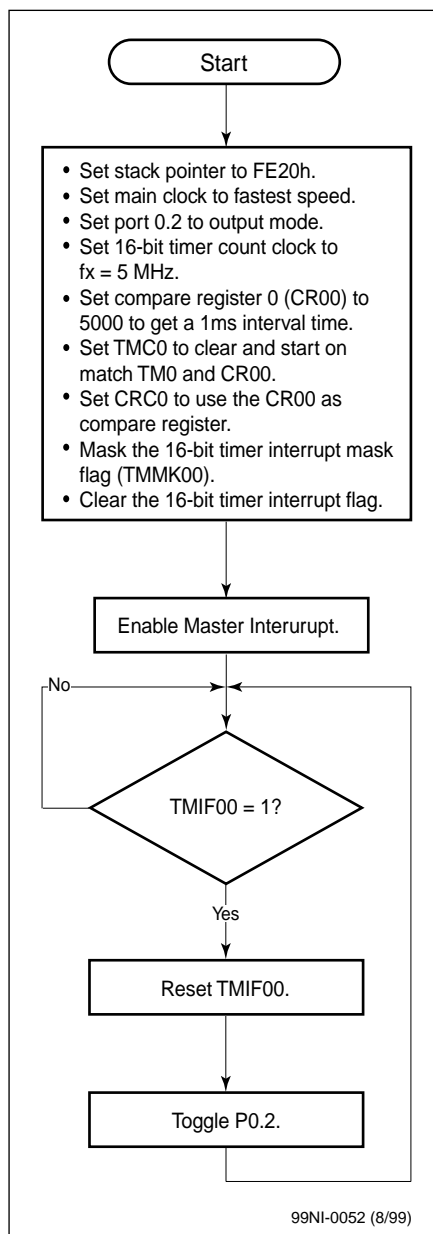 Start
• Set stack pointer to FE20h.
• Set main clock to fastest speed.
• Set port 0.2 to output mode.
• Set 16-bit timer count clock to
fx = 5 MHz.
• Set compare register 0 (CR00) to
5000 to get a 1ms interval time.
• Set TMC0 to clear and start on
match TM0 and CR00.
• Set CRC0 to use the CR00 as
compare register.
• Mask the 16-bit timer interrupt mask
flag (TMMK00).
• Clear the 16-bit timer interrupt flag.
Enable Master Interurupt.
No
TMIF00 = 1?
Yes
Reset TMIF00.
Toggle P0.2.
99NI-0052 (8/99)